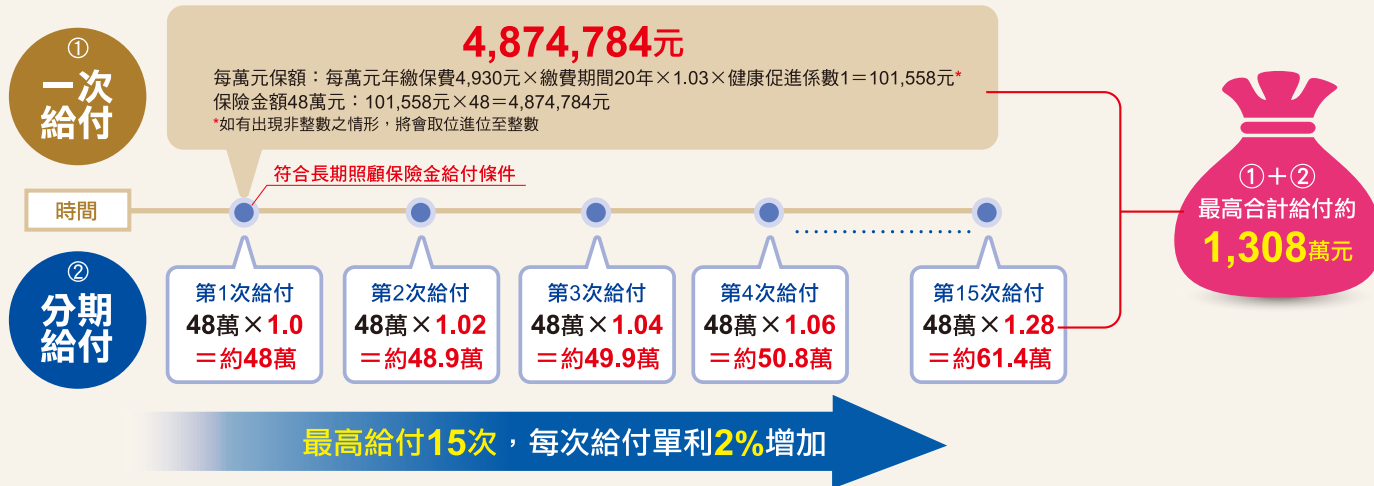 ①
一次
給付
4,874,784元
每萬元保額：每萬元年繳保費4,930元×繳費期間20年×1.03×健康促進係數1＝101,558元*
保險金額48萬元：101,558元×48＝4,874,784元
*如有出現非整數之情形，將會取位進位至整數
符合長期照顧保險金給付條件
時間
②
分期
給付
第1次給付
48萬×1.0
＝約48萬
第2次給付
48萬×1.02
＝約48.9萬
第3次給付
48萬×1.04
＝約49.9萬
第4次給付
48萬×1.06
＝約50.8萬
第15次給付
48萬×1.28
＝約61.4萬
①＋②
最高合計給付約
1,308萬元
最高給付15次，每次給付單利2%增加